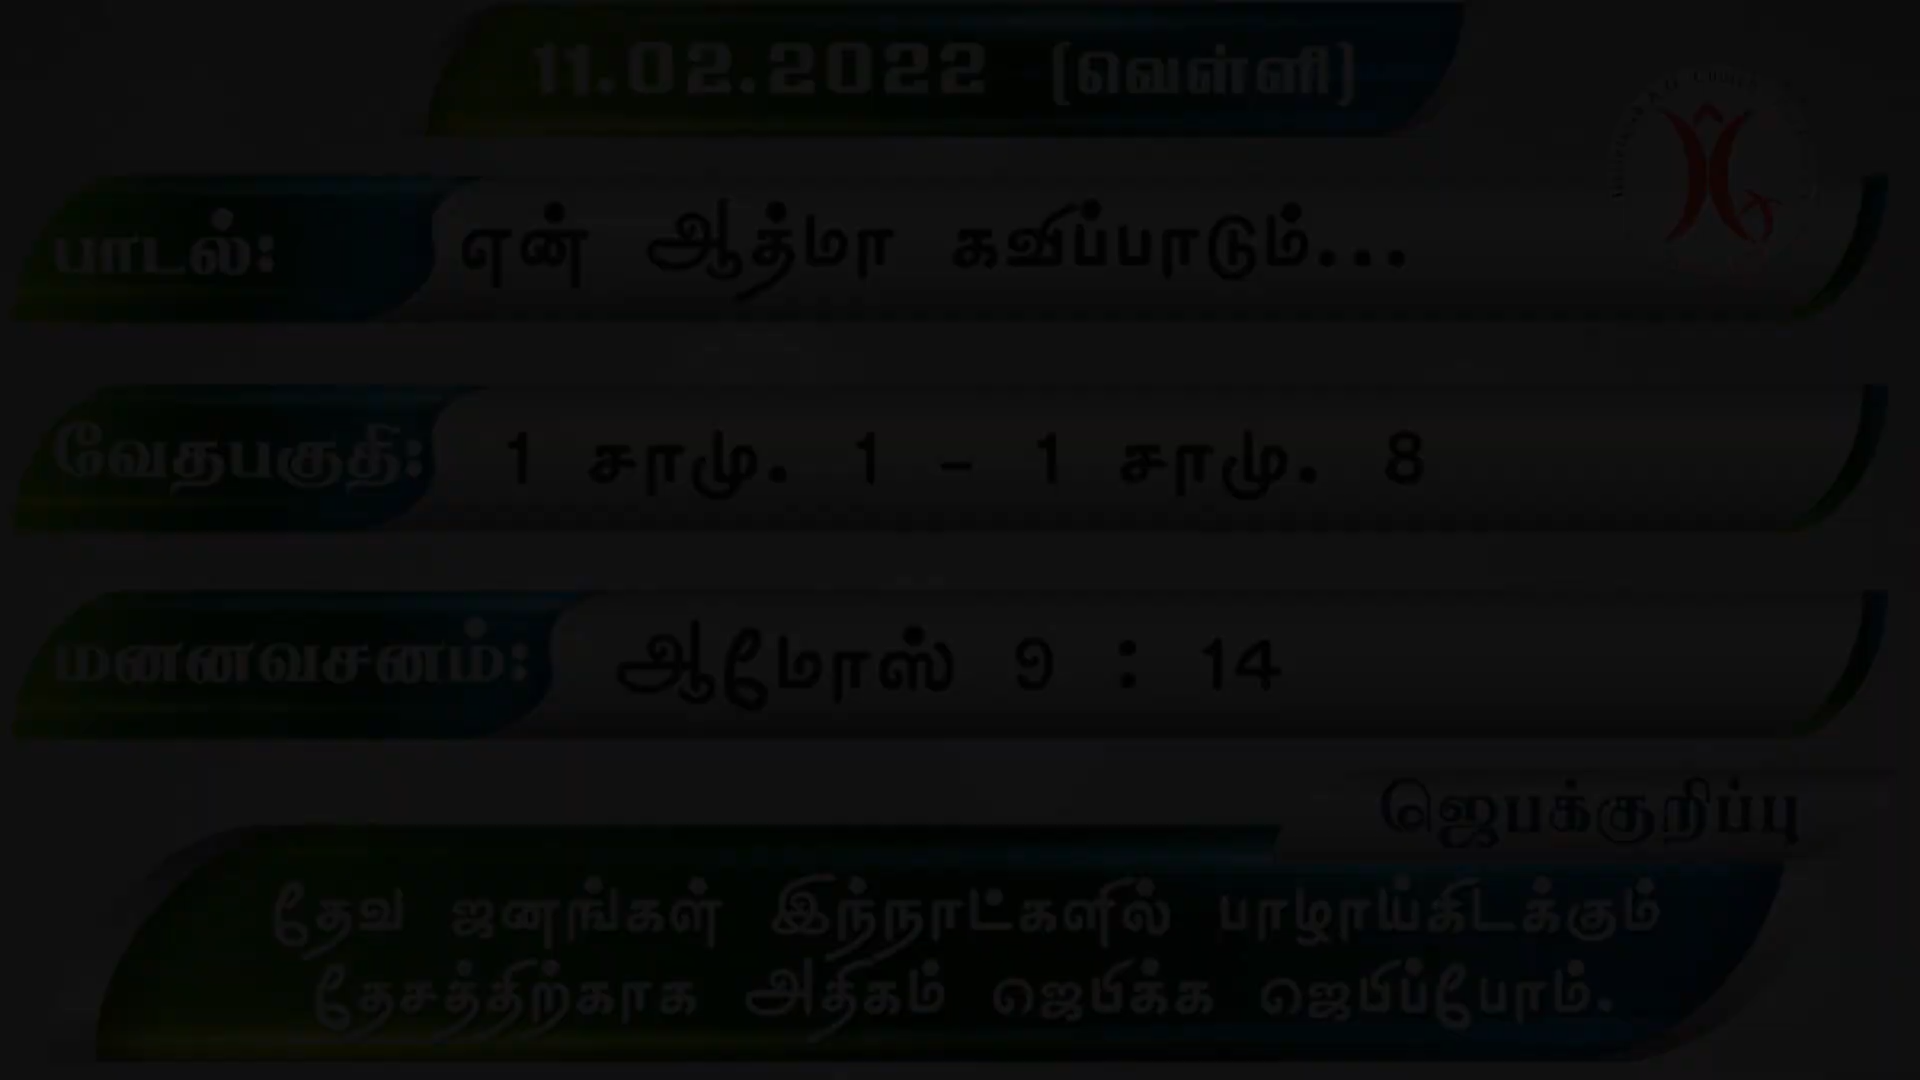 11.02.2022 (வெள்ளி)
பாடல்: என் ஆத்மா கவிப்பாடும்...
வேதபகுதி: 1 சாமு. 1 - 1 சாமு. 8
மனனவசனம்: ஆமோஸ் 9 : 14
ஜெபக்குறிப்பு
தேவ ஜனங்கள் இந்நாட்களில் பாழாய்கிடக்கும்
தேசத்திற்காக அதிகம் ஜெபிக்க ஜெபிப்போம்.